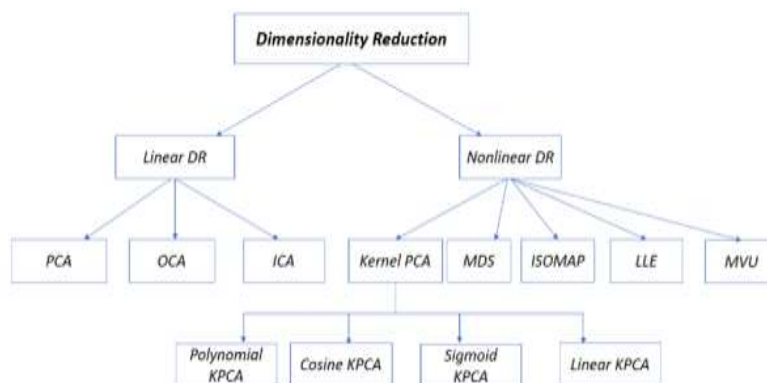 Dimensionality Reduction
Linear DR
Nonlinear DR
PCA
OCA
ICA
Kernel PCA
MDS
ISOMAP
LLE
MVU
Polynomial
KPCA
Cosine KPCA
Sigmoid
KPCA
Linear KPCA